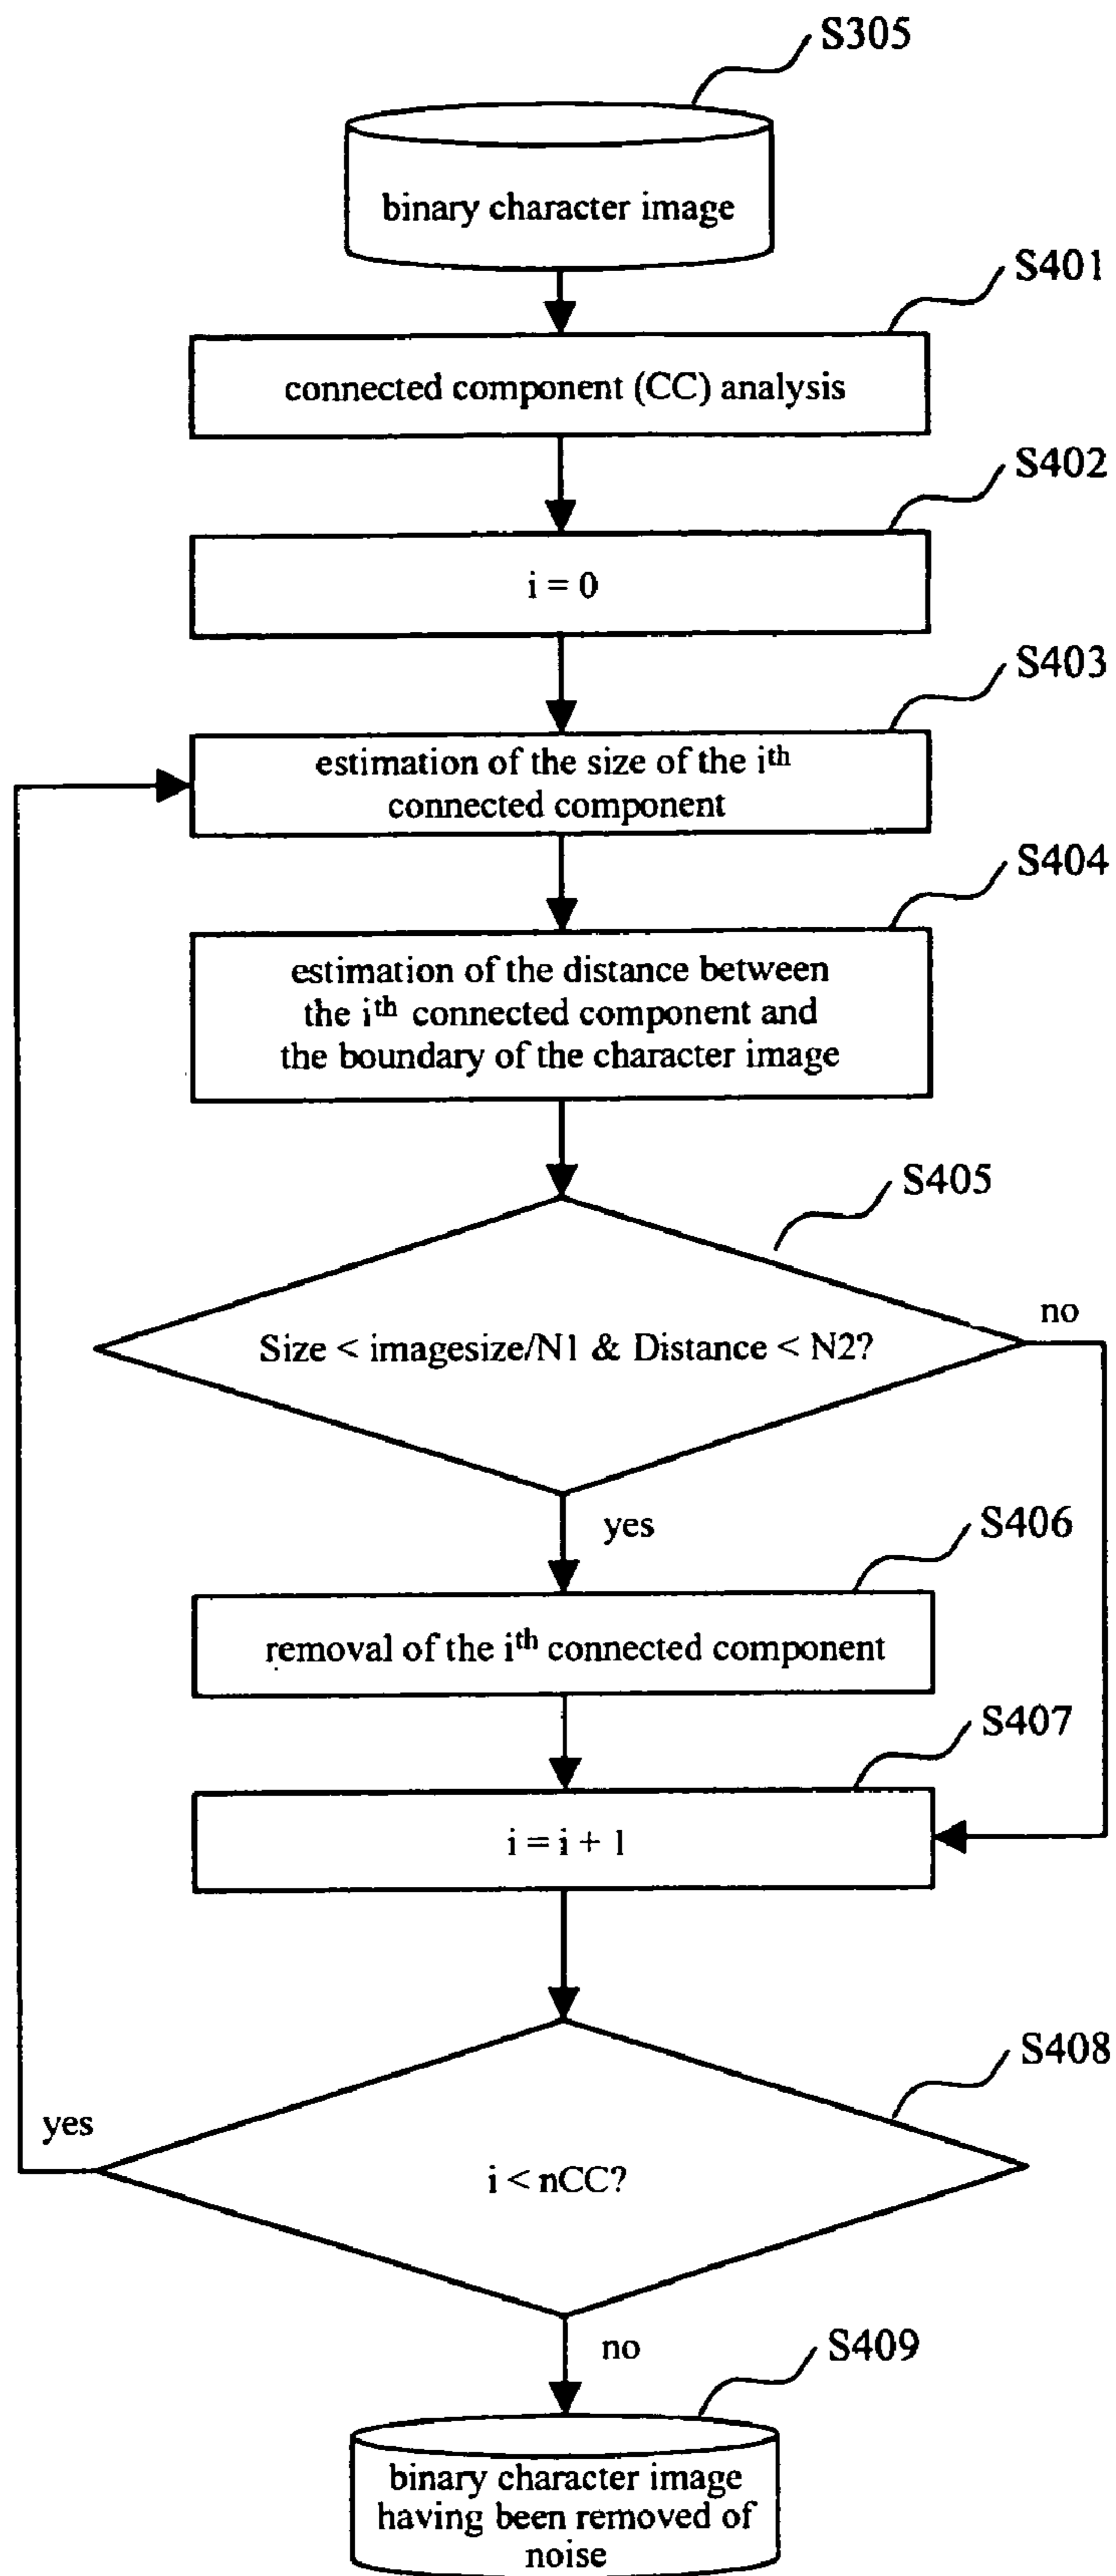 S305
binary character image
S401
connected component (CC) analysis
S402
i = 0
S403
estimation of the size of the ith
connected component
S404
estimation of the distance between
the ith connected component and
the boundary of the character image
S405
Size < imagesize/N1 & Distance < N2?
no
yes
S406
removal of the ith connected component
S407
i = i + 1
S408
yes
i < nCC?
no
S409
binary character image
having been removed of
noise